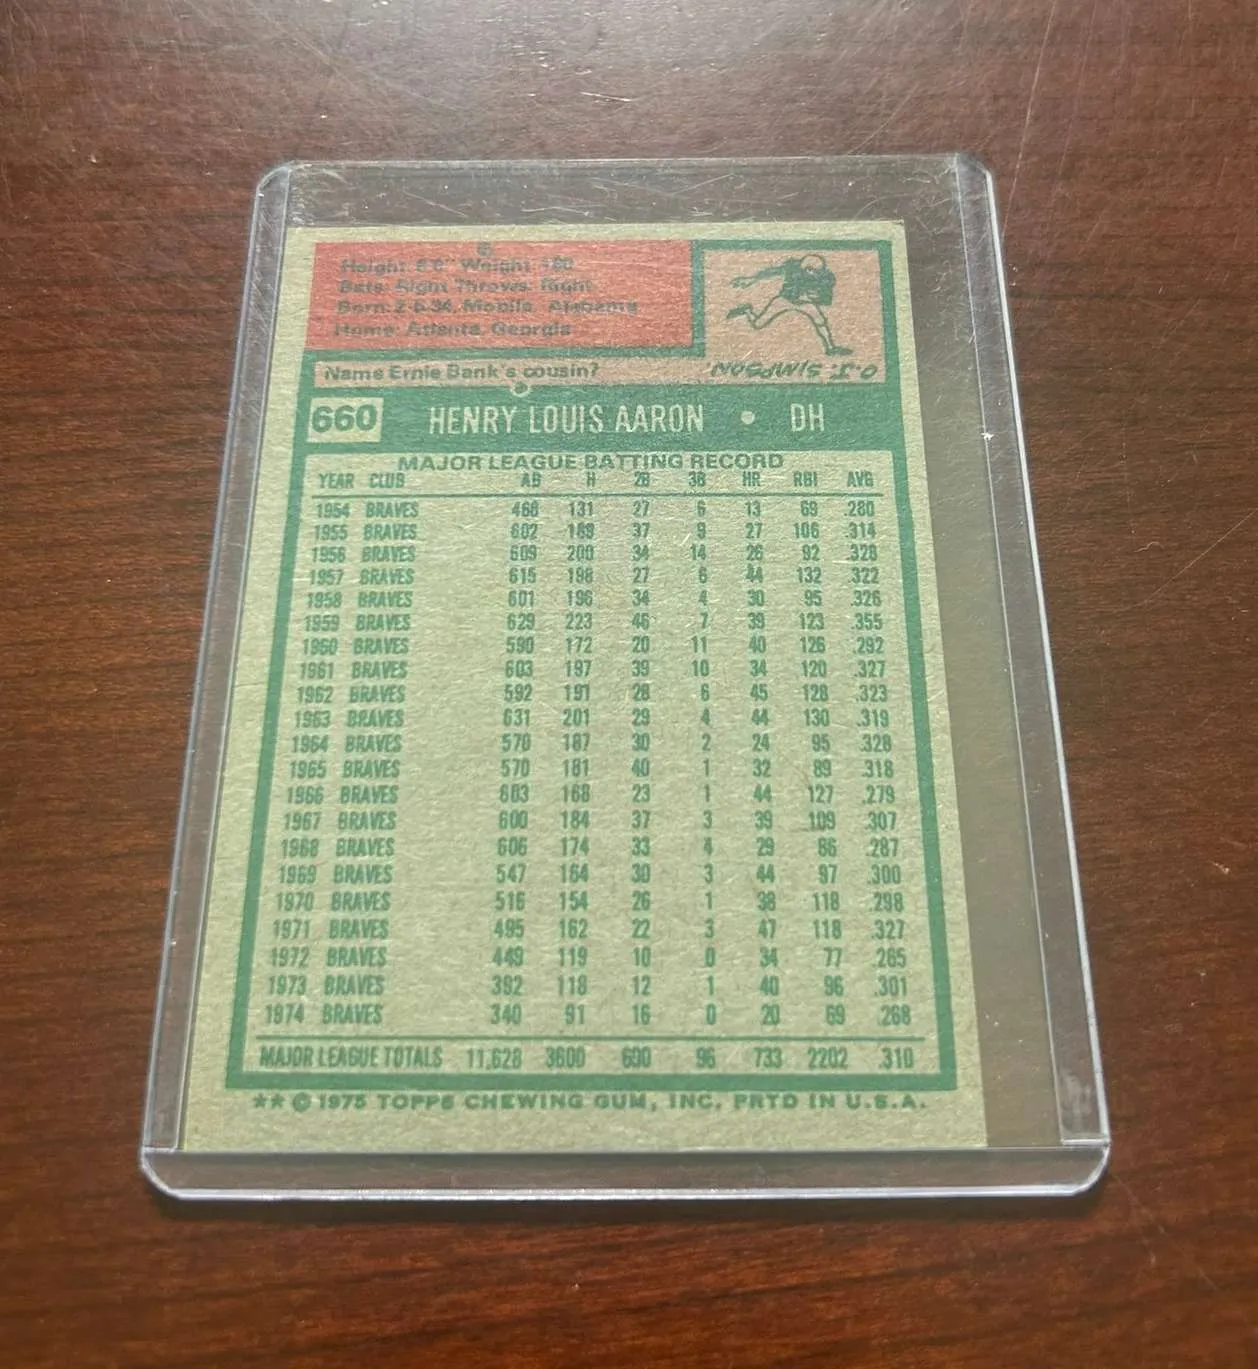 Height: 6'0" Weight: 190
Bats: Right Throws: Right
Born: 2-5-34, Mobile, Alabama
Home: Atlanta, Georgia
Name Ernie Bank's cousin?
O.J. SIMPSON.
660 HENRY LOUIS AARON • DH
MAJOR LEAGUE BATTING RECORD
YEAR CLUB AB H 2B 3B HR RBI AVG
1954 BRAVES 468 131 27 6 13 69 .280
1955 BRAVES 602 189 37 9 27 106 .314
1956 BRAVES 609 200 34 14 26 92 .328
1957 BRAVES 615 198 27 6 44 132 .322
1958 BRAVES 601 196 34 4 30 95 .326
1959 BRAVES 629 223 46 7 39 123 .355
1960 BRAVES 590 172 20 11 40 126 .292
1961 BRAVES 603 197 39 10 34 120 .327
1962 BRAVES 592 191 28 6 45 128 .323
1963 BRAVES 631 201 29 4 44 130 .319
1964 BRAVES 570 187 30 2 24 95 .328
1965 BRAVES 570 181 40 1 32 89 .318
1966 BRAVES 603 168 23 1 44 127 .279
1967 BRAVES 600 184 37 3 39 109 .307
1968 BRAVES 606 174 33 4 29 86 .287
1969 BRAVES 547 164 30 3 44 97 .300
1970 BRAVES 516 154 26 1 38 118 .298
1971 BRAVES 495 162 22 3 47 118 .327
1972 BRAVES 449 119 10 0 34 77 .265
1973 BRAVES 392 118 12 1 40 96 .301
1974 BRAVES 340 91 16 0 20 69 .268
MAJOR LEAGUE TOTALS 11,628 3600 600 96 733 2202 .310
** © 1975 TOPPS CHEWING GUM, INC. PRTD IN U.S.A.